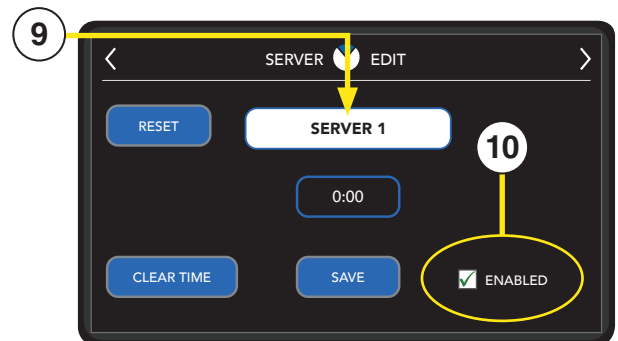 9
SERVER EDIT
RESET
SERVER 1
10
0:00
CLEAR TIME
SAVE
ENABLED